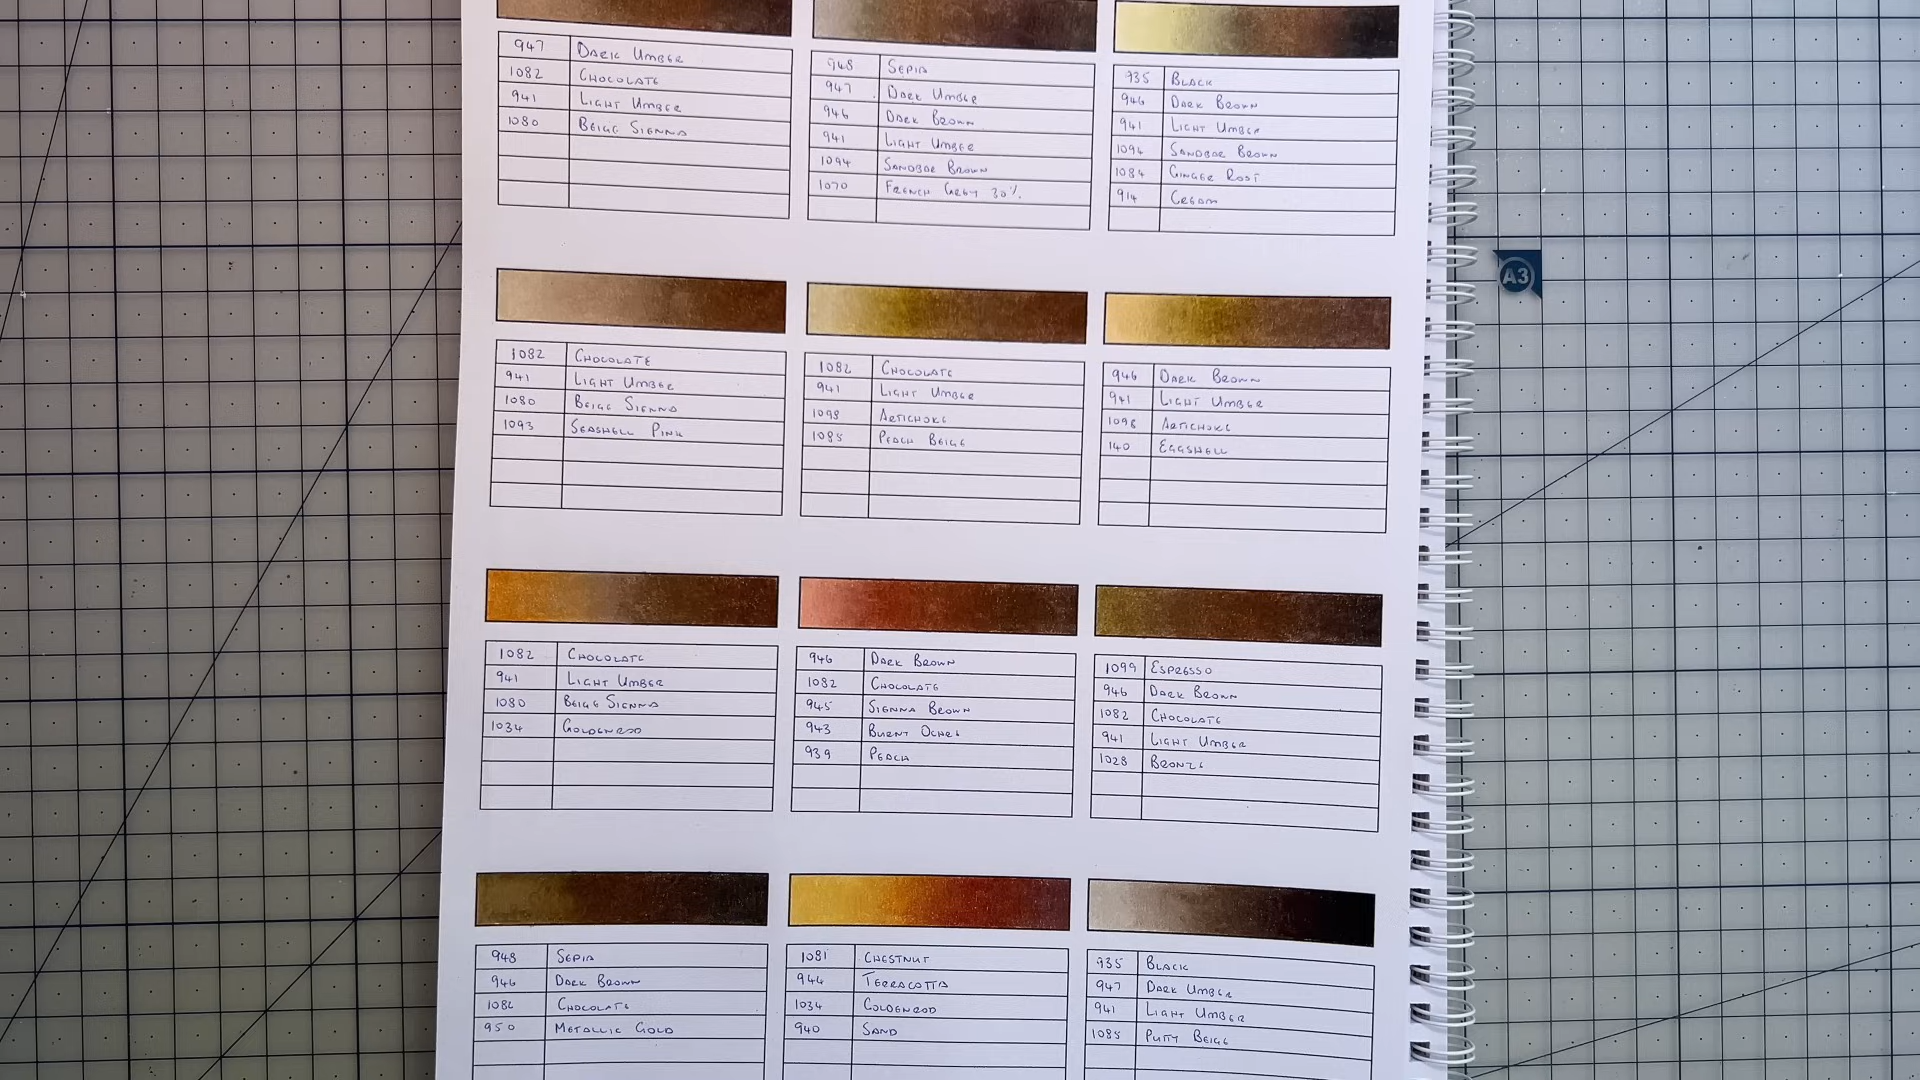 947 DARK UMBER
1082 CHOCOLATE
941 LIGHT UMBER
1080 BEIGE SIENNA
948 SEPIA
947 DARK UMBER
946 DARK BROWN
941 LIGHT UMBER
1094 SANDBAR BROWN
1070 FRENCH GREY 30%
935 BLACK
946 DARK BROWN
941 LIGHT UMBER
1094 SANDBAR BROWN
1084 GINGER ROOT
914 CREAM
A3
1082 CHOCOLATE
941 LIGHT UMBER
1080 BEIGE SIENNA
1093 SEASHELL PINK
1082 CHOCOLATE
941 LIGHT UMBER
1098 ARTICHOKE
1085 PEACH BEIGE
946 DARK BROWN
941 LIGHT UMBER
1098 ARTICHOKE
140 EGGSHELL
1082 CHOCOLATE
941 LIGHT UMBER
1080 BEIGE SIENNA
1034 GOLDENROD
946 DARK BROWN
1082 CHOCOLATE
945 SIENNA BROWN
943 BURNT OCHRE
939 PEACH
1099 ESPRESSO
946 DARK BROWN
1082 CHOCOLATE
941 LIGHT UMBER
1028 BRONZE
948 SEPIA
946 DARK BROWN
1082 CHOCOLATE
950 METALLIC GOLD
1081 CHESTNUT
944 TERRACOTTA
1034 GOLDENROD
940 SAND
935 BLACK
947 DARK UMBER
941 LIGHT UMBER
1085 PUTTY BEIGE